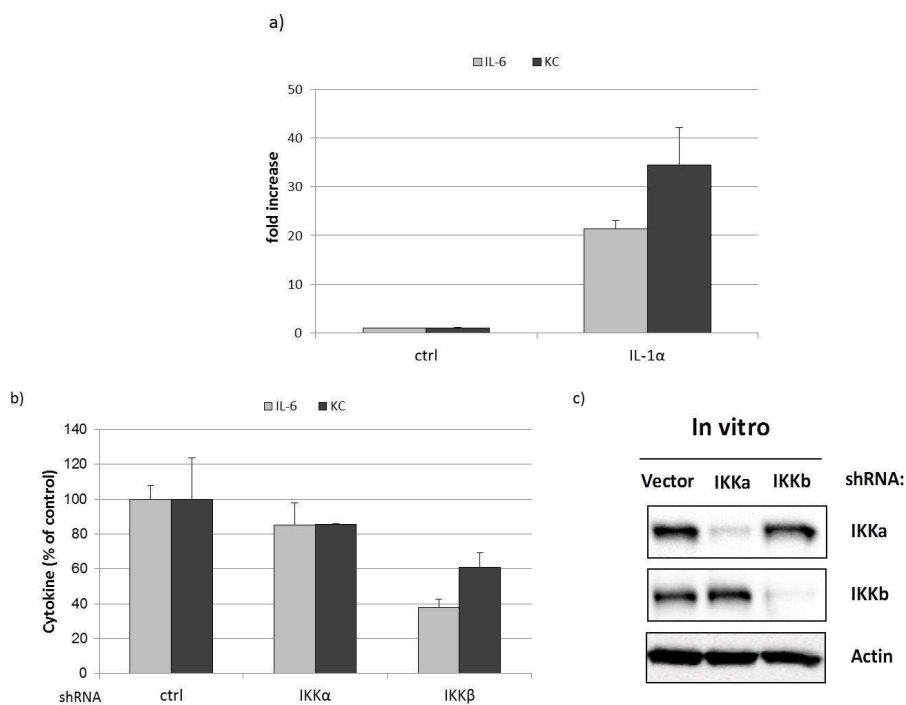 a)
IL-6 KC
50
40
30
20
10
0
fold increase
ctrl IL-1α
b)
IL-6 KC
140
120
100
80
60
40
20
0
Cytokine (% of control)
shRNA ctrl IKKα IKKβ
c)
In vitro
Vector IKKa IKKb shRNA:
IKKa
IKKb
Actin